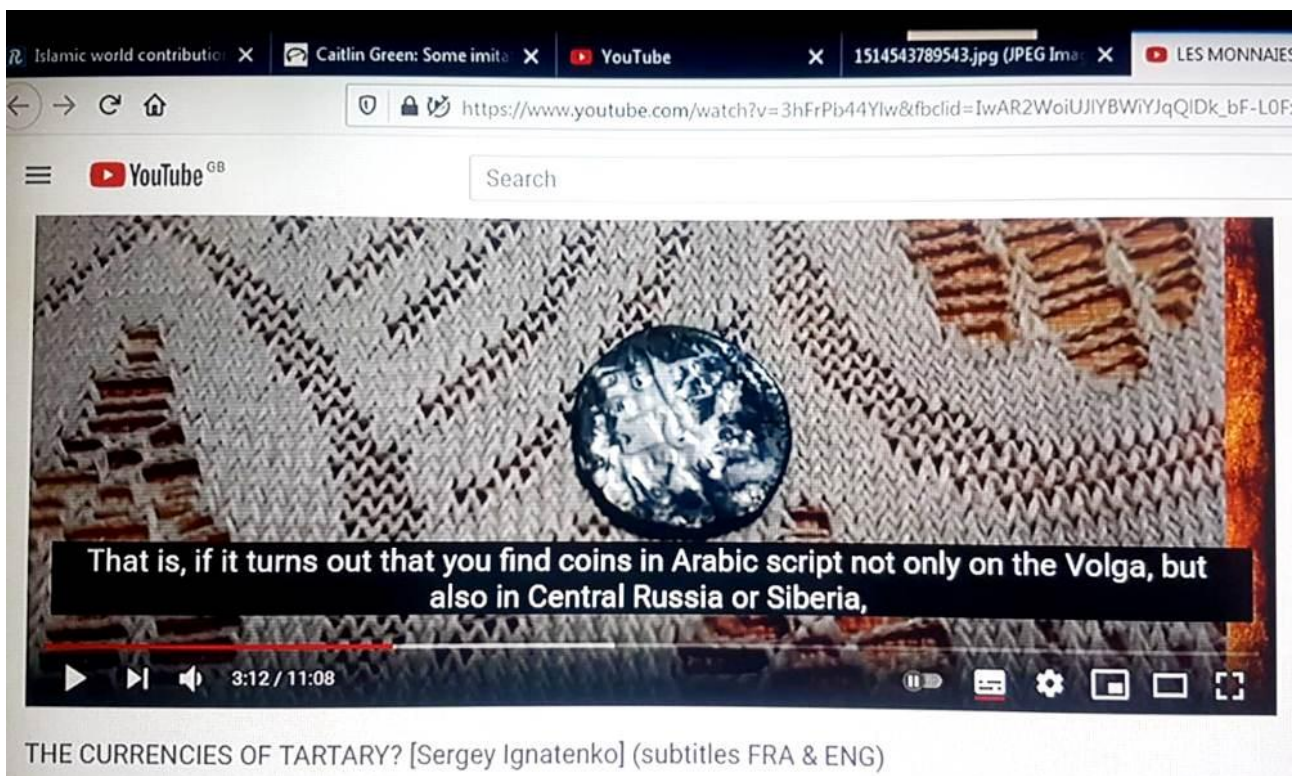 Islamic world contributio
Caitlin Green: Some imita
YouTube
1514543789543.jpg (JPEG Ima
LES MONNAIES
https://www.youtube.com/watch?v=3hFrPb44Ylw&fbclid=IwAR2WoiUJlYBWiYJqQlDk_bF-L0F
YouTube GB
Search
That is, if it turns out that you find coins in Arabic script not only on the Volga, but
also in Central Russia or Siberia,
3:12 / 11:08
THE CURRENCIES OF TARTARY? [Sergey Ignatenko] (subtitles FRA & ENG)